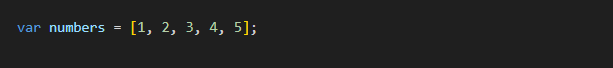 var numbers = [1, 2, 3, 4, 5];